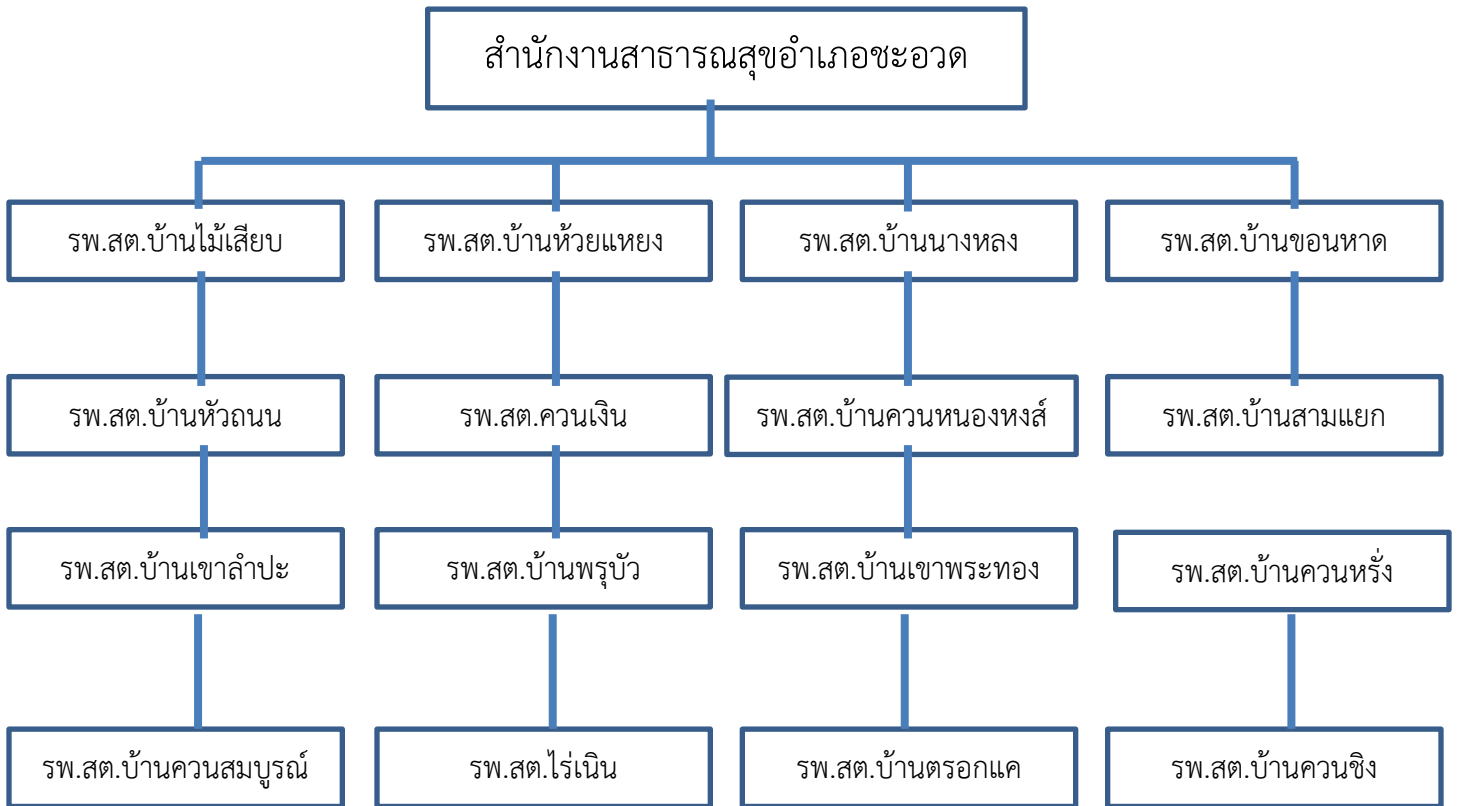 สำนักงานสาธารณสุขอำเภอชะอวด
รพ.สต.บ้านไม้เสียบ
รพ.สต.บ้านห้วยแหยง
รพ.สต.บ้านนางหลง
รพ.สต.บ้านขอนหาด
รพ.สต.บ้านหัวถนน
รพ.สต.ควนเงิน
รพ.สต.บ้านควนหนองหงส์
รพ.สต.บ้านสามแยก
รพ.สต.บ้านเขาลำปะ
รพ.สต.บ้านพรุบัว
รพ.สต.บ้านเขาพระทอง
รพ.สต.บ้านควนหรั่ง
รพ.สต.บ้านควนสมบูรณ์
รพ.สต.ไร่เนิน
รพ.สต.บ้านตรอกแค
รพ.สต.บ้านควนชิง